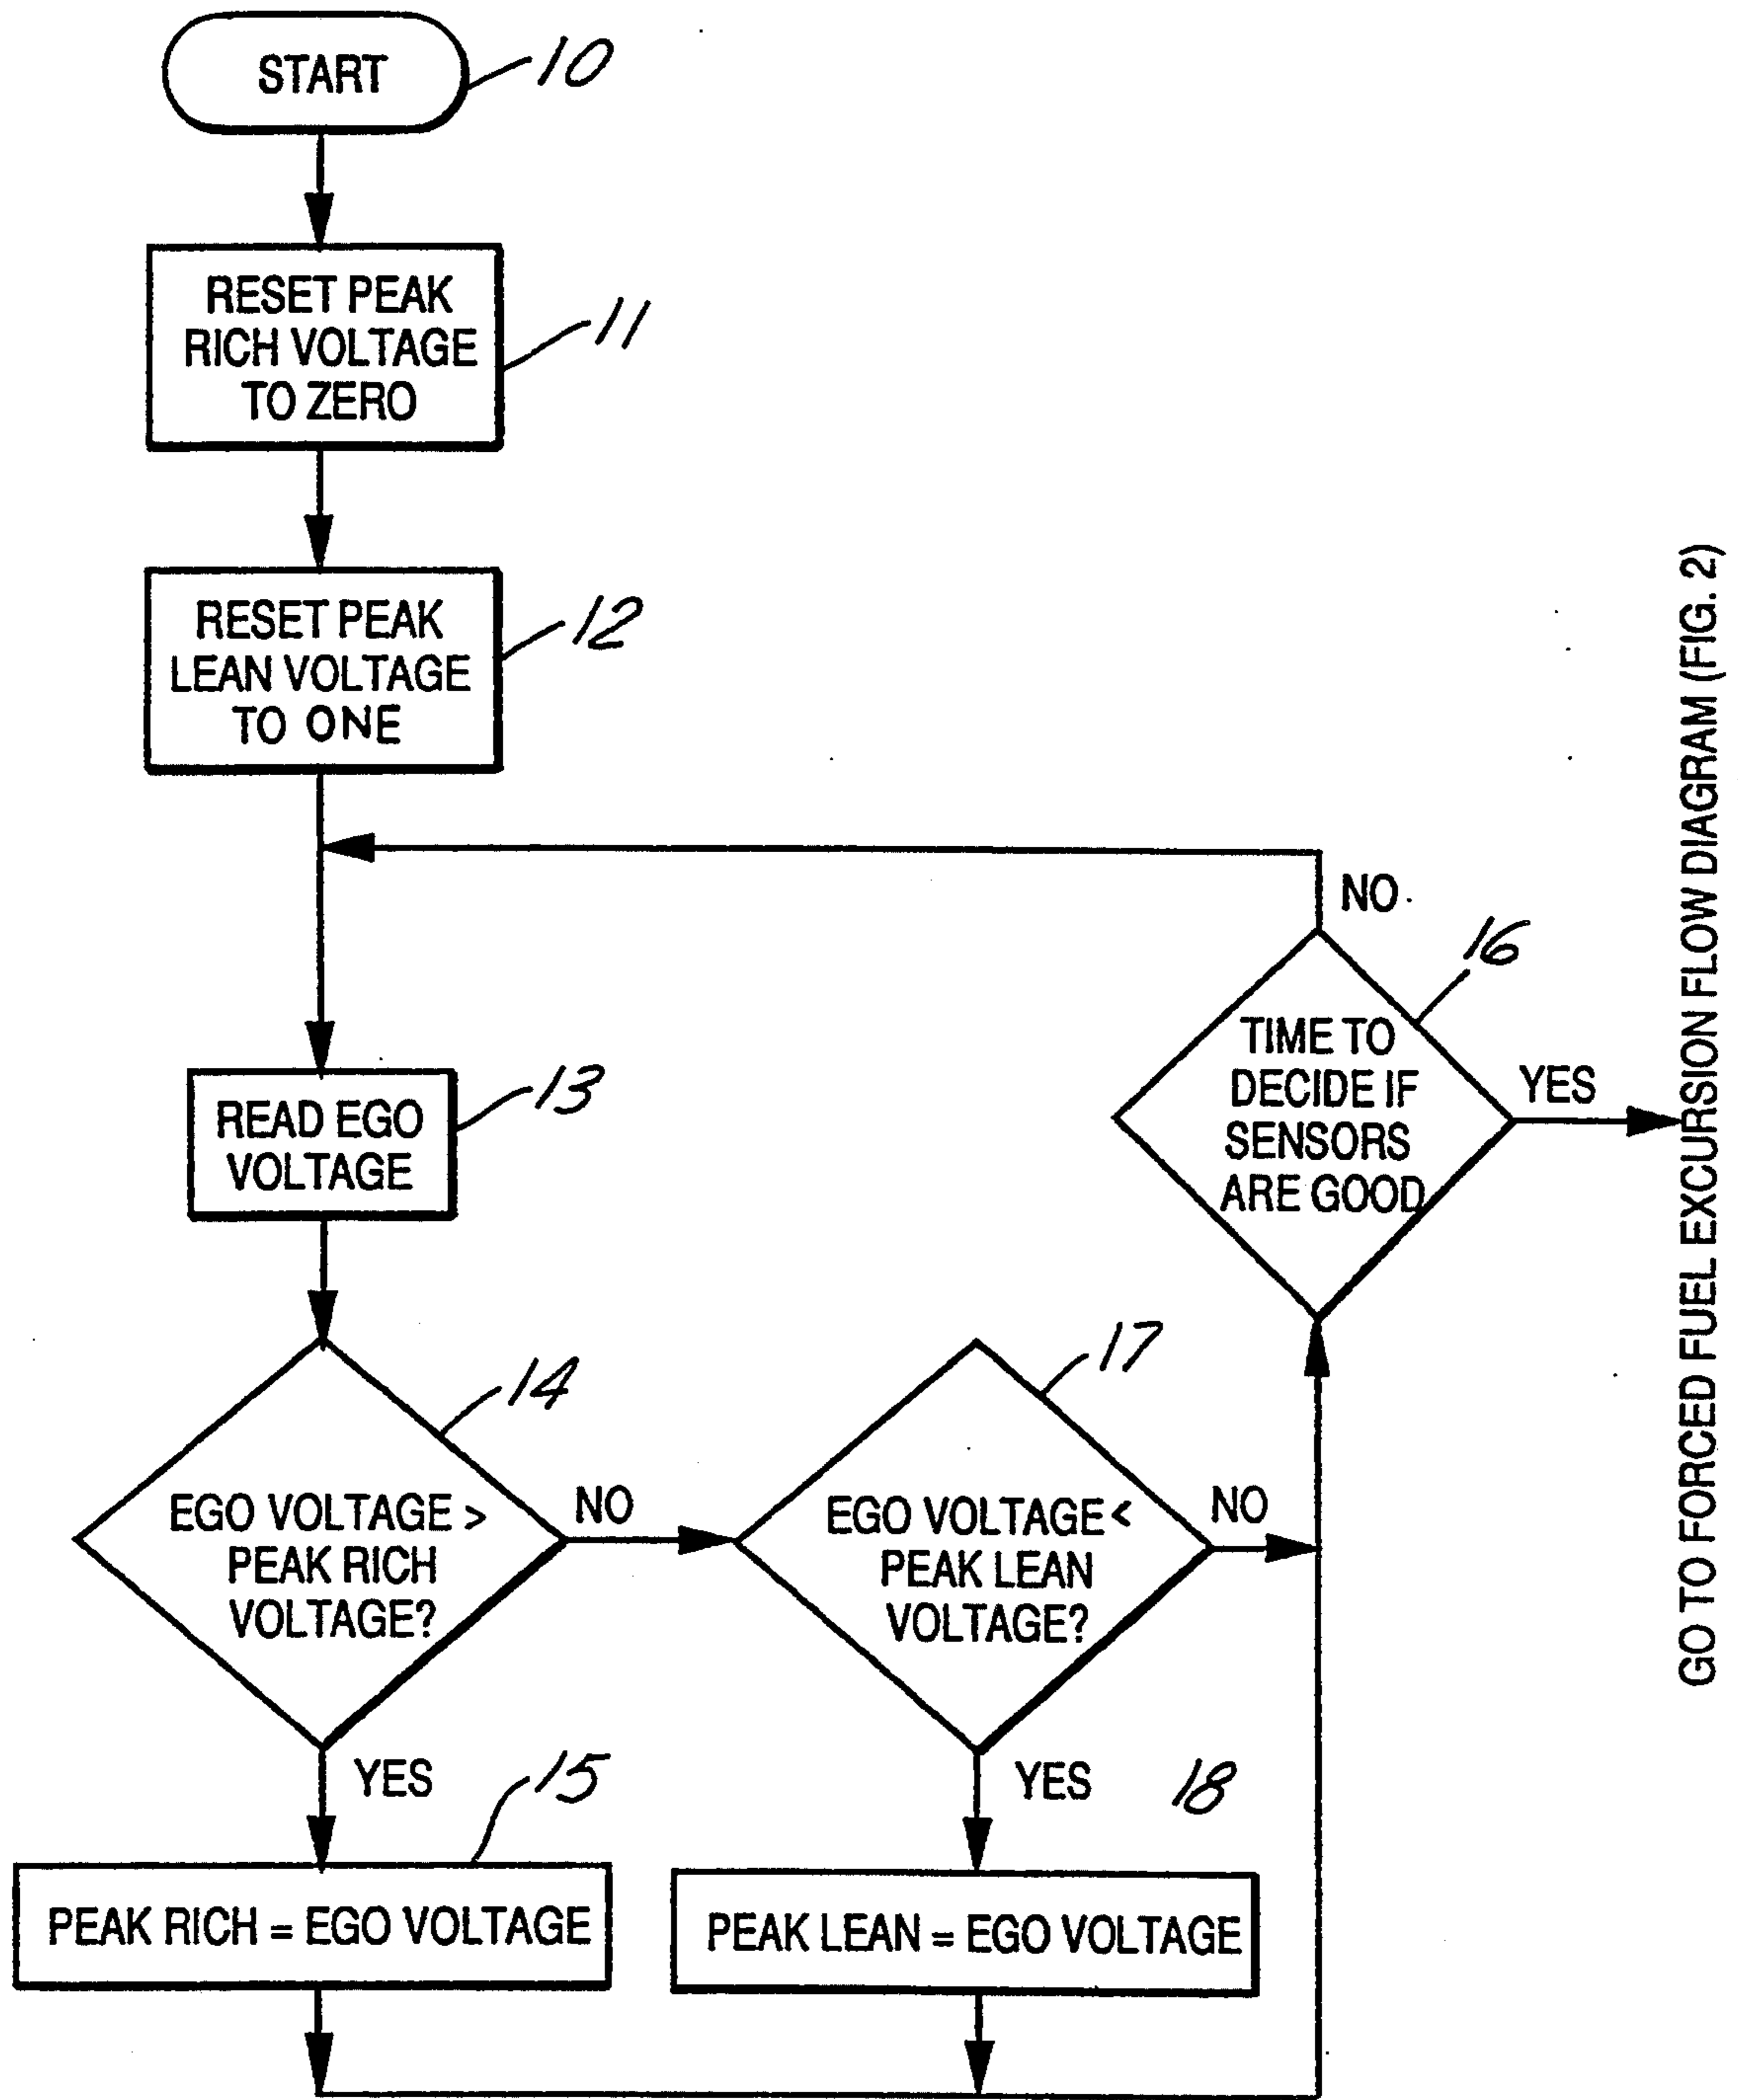 START
10
RESET PEAK
RICH VOLTAGE
TO ZERO
11
RESET PEAK
LEAN VOLTAGE
TO ONE
12
NO
16
TIME TO
DECIDE IF
SENSORS
ARE GOOD
YES
GO TO FORCED FUEL EXCURSION FLOW DIAGRAM (FIG. 2)
READ EGO
VOLTAGE
13
EGO VOLTAGE >
PEAK RICH
VOLTAGE?
14
NO
EGO VOLTAGE <
PEAK LEAN
VOLTAGE?
17
NO
YES
15
PEAK RICH = EGO VOLTAGE
YES
18
PEAK LEAN = EGO VOLTAGE